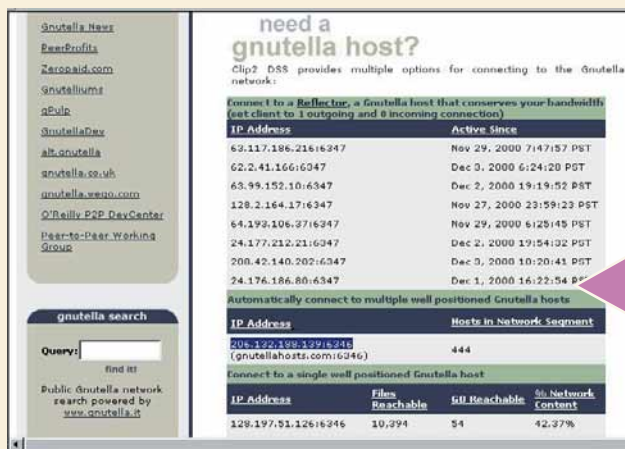 Gnutella News
PeerProfits
Zeropaid.com
Gnutelliums
gPulp
GnutellaDev
alt.gnutella
gnutella.co.uk
gnutella.wego.com
O'Reilly P2P DevCenter
Peer-to-Peer Working
Group
gnutella search
Query:
find it!
Public Gnutella network
search powered by
www.gnutella.it
need a
gnutella host?
Clip2 DSS provides multiple options for connecting to the Gnutella
network:
Connect to a Reflector, a Gnutella host that conserves your bandwidth
(set client to 1 outgoing and 0 incoming connection)
IP Address Active Since
63.117.186.216:6347 Nov 29, 2000 7:47:57 PST
62.2.41.166:6347 Dec 3, 2000 6:24:28 PST
63.99.152.10:6347 Dec 2, 2000 19:19:52 PST
128.2.164.17:6347 Nov 27, 2000 23:59:23 PST
64.193.106.37:6347 Nov 29, 2000 6:25:45 PST
24.177.212.21:6347 Dec 2, 2000 19:54:32 PST
208.42.140.202:6347 Dec 3, 2000 10:20:41 PST
24.176.186.80:6347 Dec 1, 2000 16:22:54 PST
Automatically connect to multiple well positioned Gnutella hosts
IP Address Hosts in Network Segment
206.132.188.139:6346 444
(gnutellahosts.com:6346)
Connect to a single well positioned Gnutella host
IP Address Files Reachable GB Reachable % Network Content
128.197.51.126:6346 10,394 54 42.37%